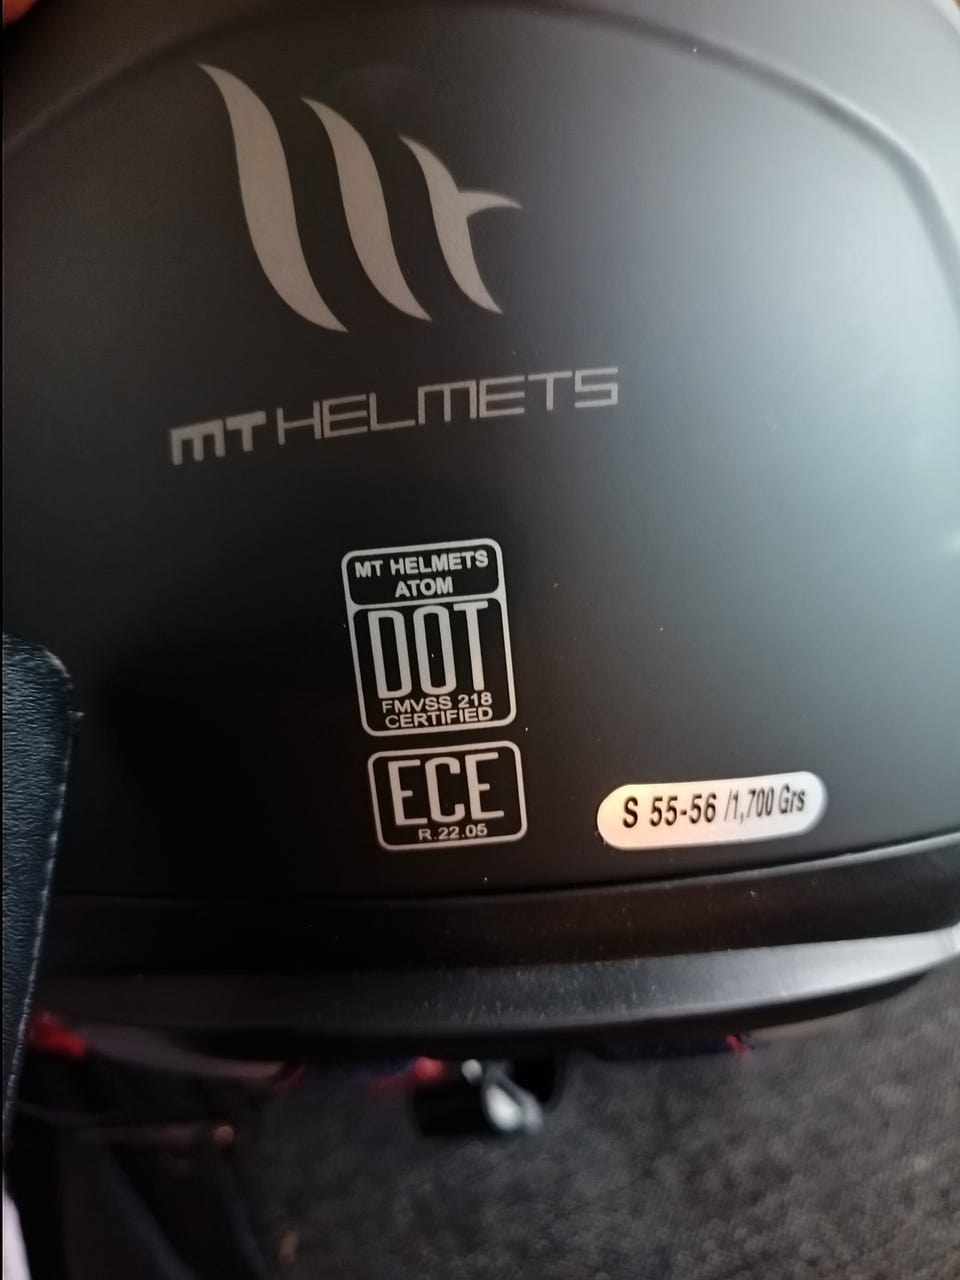 MT HELMETS
MT HELMETS
ATOM
DOT
FMVSS 218
CERTIFIED
ECE
R.22.05
S 55-56 /1,700 Grs